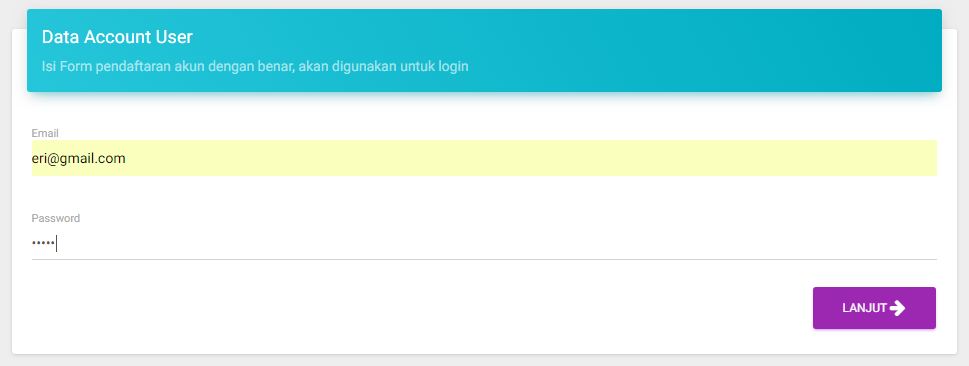 Data Account User
Isi Form pendaftaran akun dengan benar, akan digunakan untuk login
Email
eri@gmail.com
Password
•••••
LANJUT